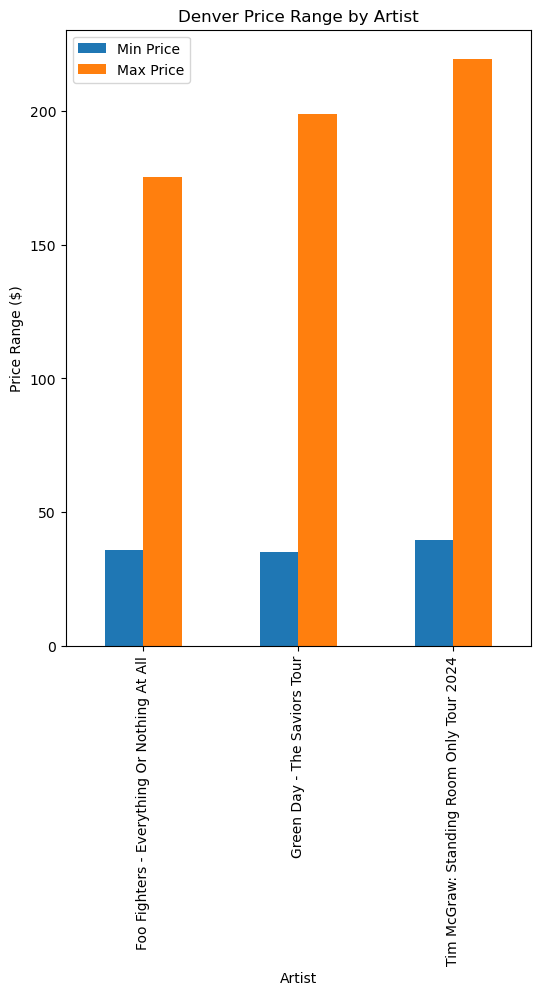 Denver Price Range by Artist
Min Price
Max Price
Price Range ($)
200
150
100
50
0
Foo Fighters - Everything Or Nothing At All
Green Day - The Saviors Tour
Tim McGraw: Standing Room Only Tour 2024
Artist